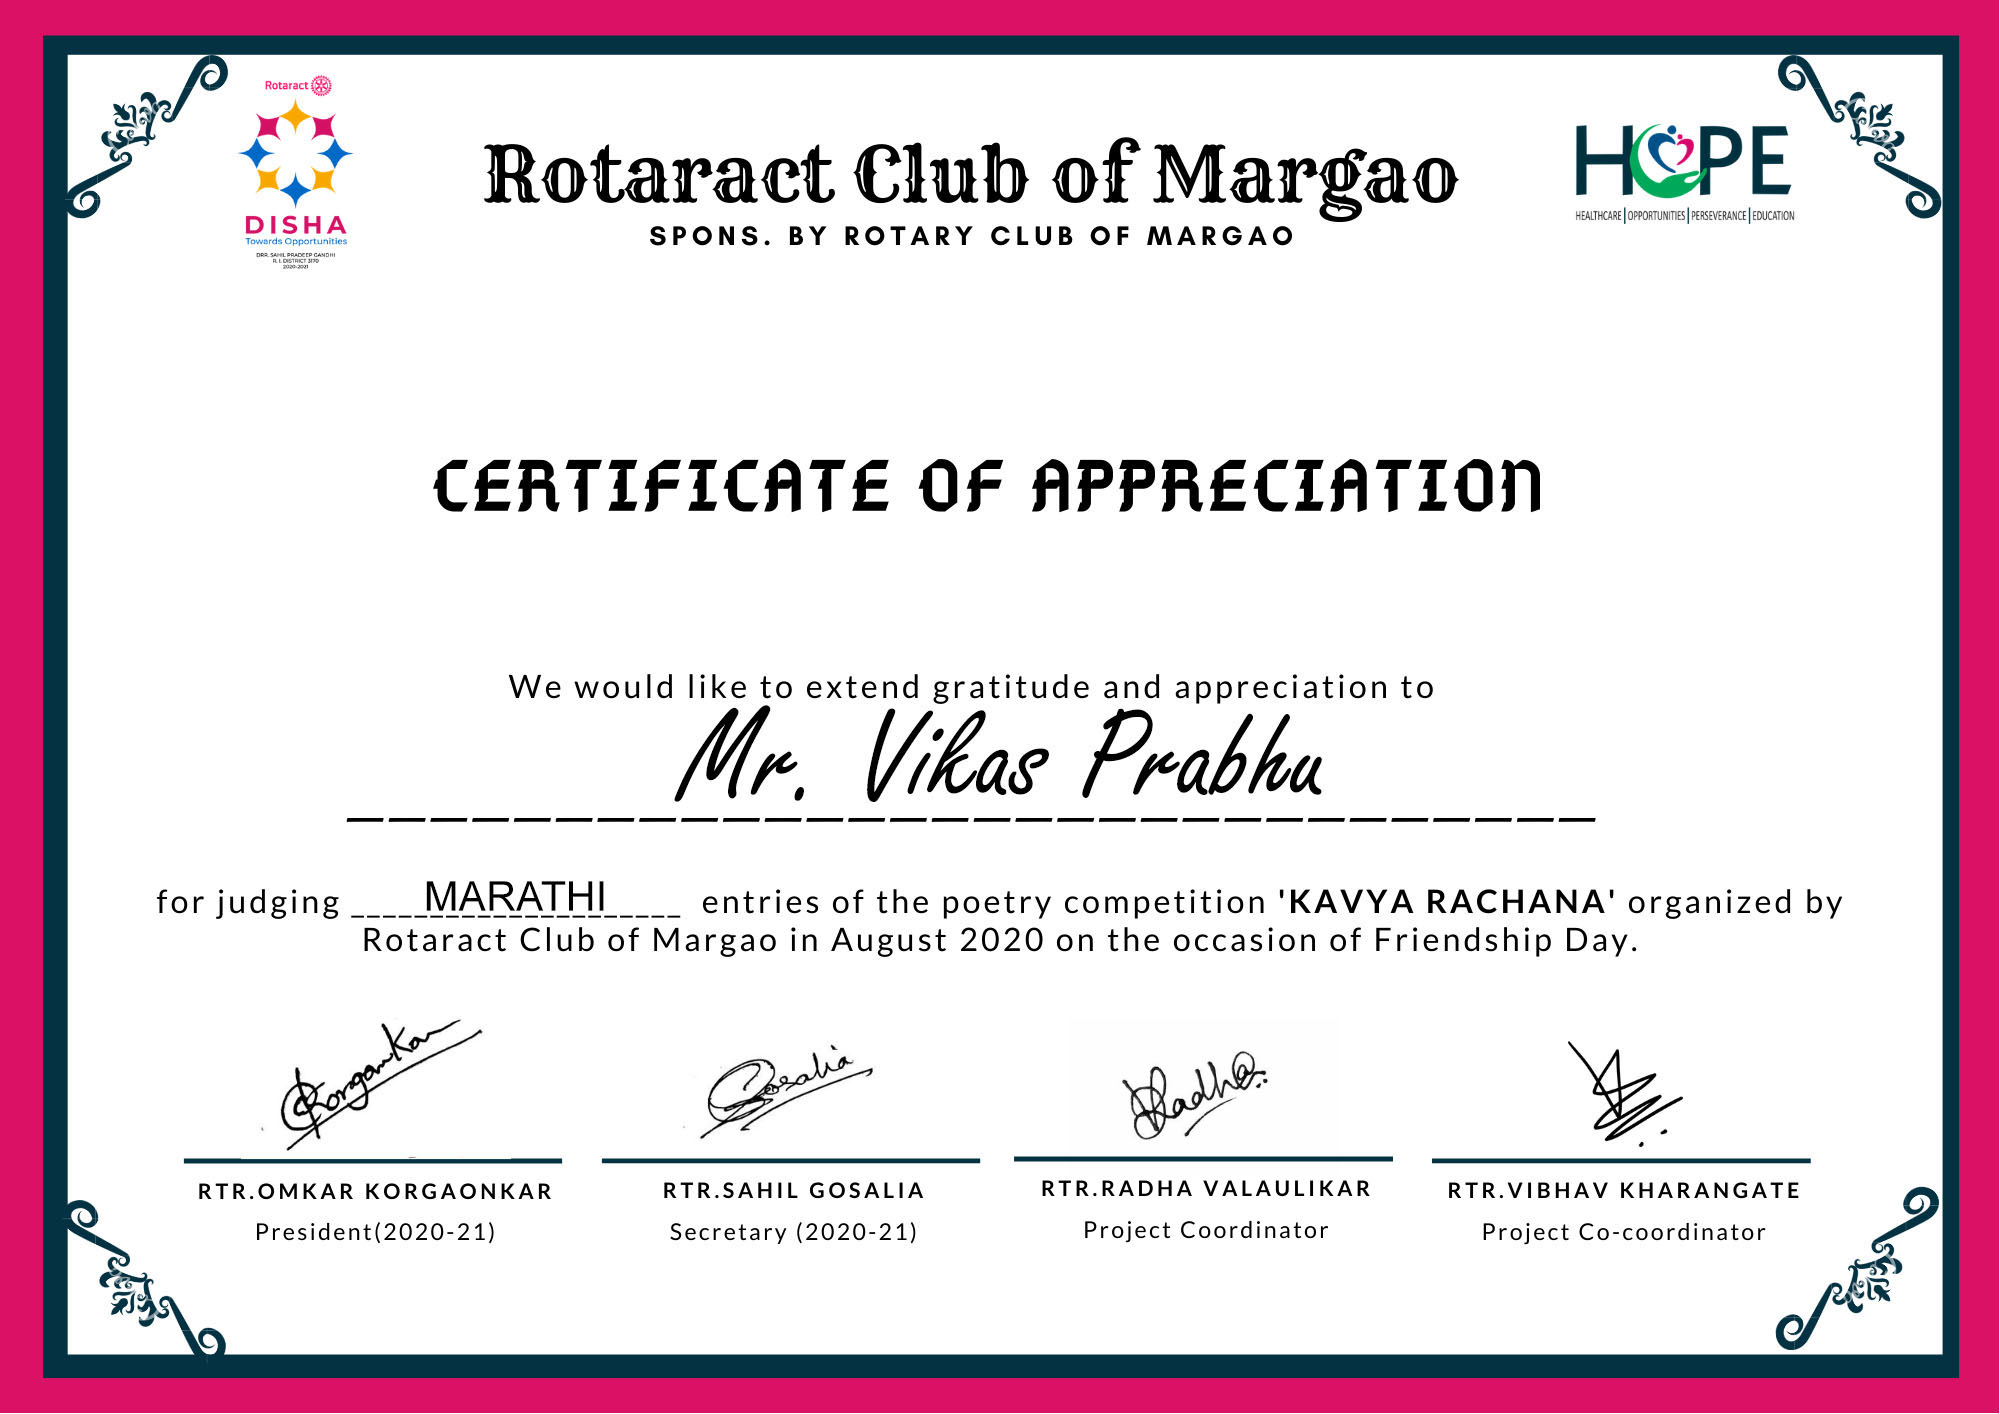 Rotaract
DISHA
Towards Opportunities
DRR. SAHIL PRADEEP GANDHI
R. I. DISTRICT 3170
2020-2021
Rotaract Club of Margao
SPONS. BY ROTARY CLUB OF MARGAO
HOPE
HEALTHCARE | OPPORTUNITIES | PERSEVERANCE | EDUCATION
CERTIFICATE OF APPRECIATION
We would like to extend gratitude and appreciation to
Mr. Vikas Prabhu
for judging MARATHI entries of the poetry competition 'KAVYA RACHANA' organized by
Rotaract Club of Margao in August 2020 on the occasion of Friendship Day.
Korgaonkar
Gosalia
Radha
RTR.OMKAR KORGAONKAR
President(2020-21)
RTR.SAHIL GOSALIA
Secretary (2020-21)
RTR.RADHA VALAULIKAR
Project Coordinator
RTR.VIBHAV KHARANGATE
Project Co-coordinator